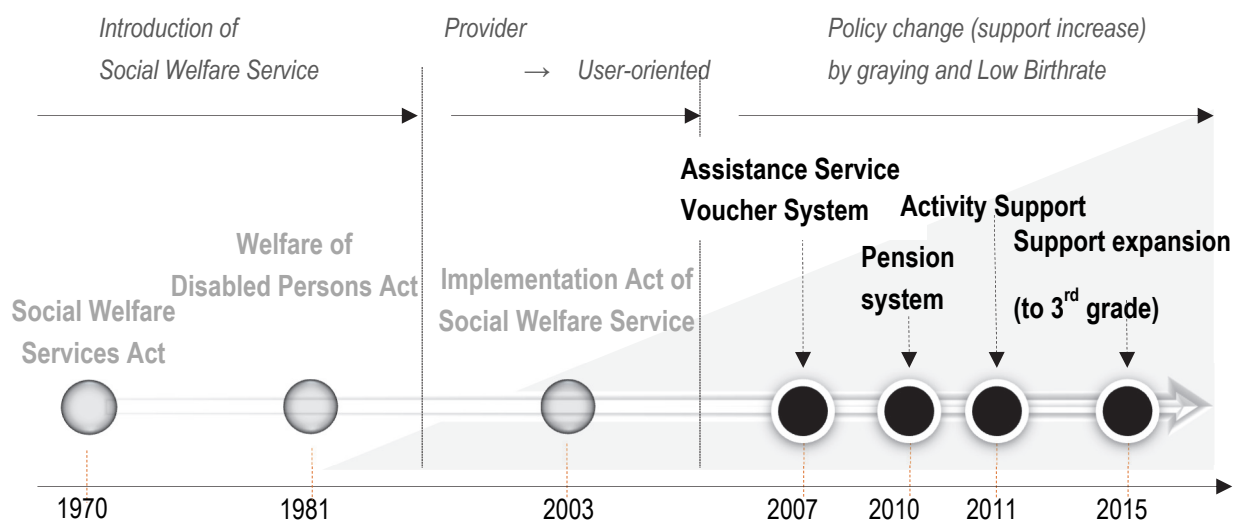 Introduction of
Social Welfare Service
Provider
→ User-oriented
Policy change (support increase)
by graying and Low Birthrate
Social Welfare
Services Act
Welfare of
Disabled Persons Act
Implementation Act of
Social Welfare Service
Assistance Service
Voucher System
Pension
system
Activity Support
Support expansion
(to 3rd grade)
1970
1981
2003
2007
2010
2011
2015